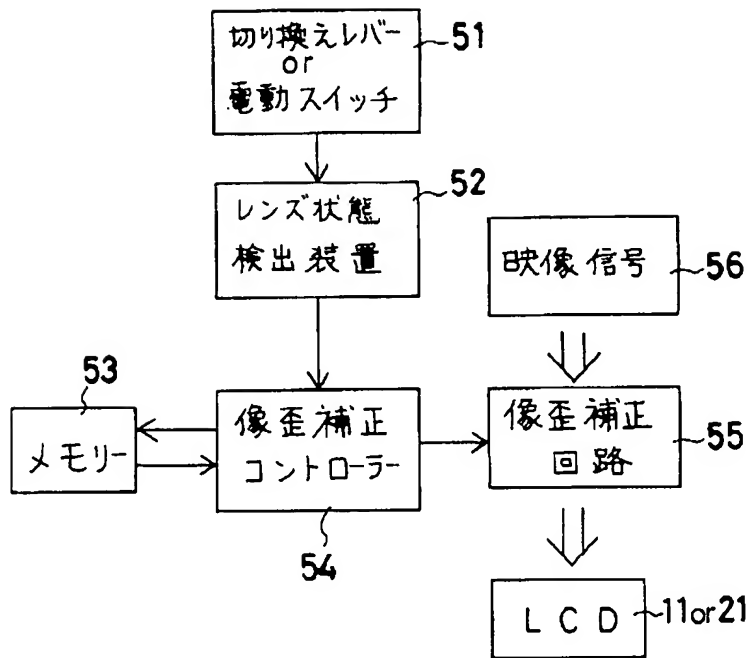 切り換えレバー
or
電動スイッチ
51
レンズ状態
検出装置
52
映像信号
56
53
メモリー
像歪補正
コントローラー
54
像歪補正
回路
55
LCD
11or21